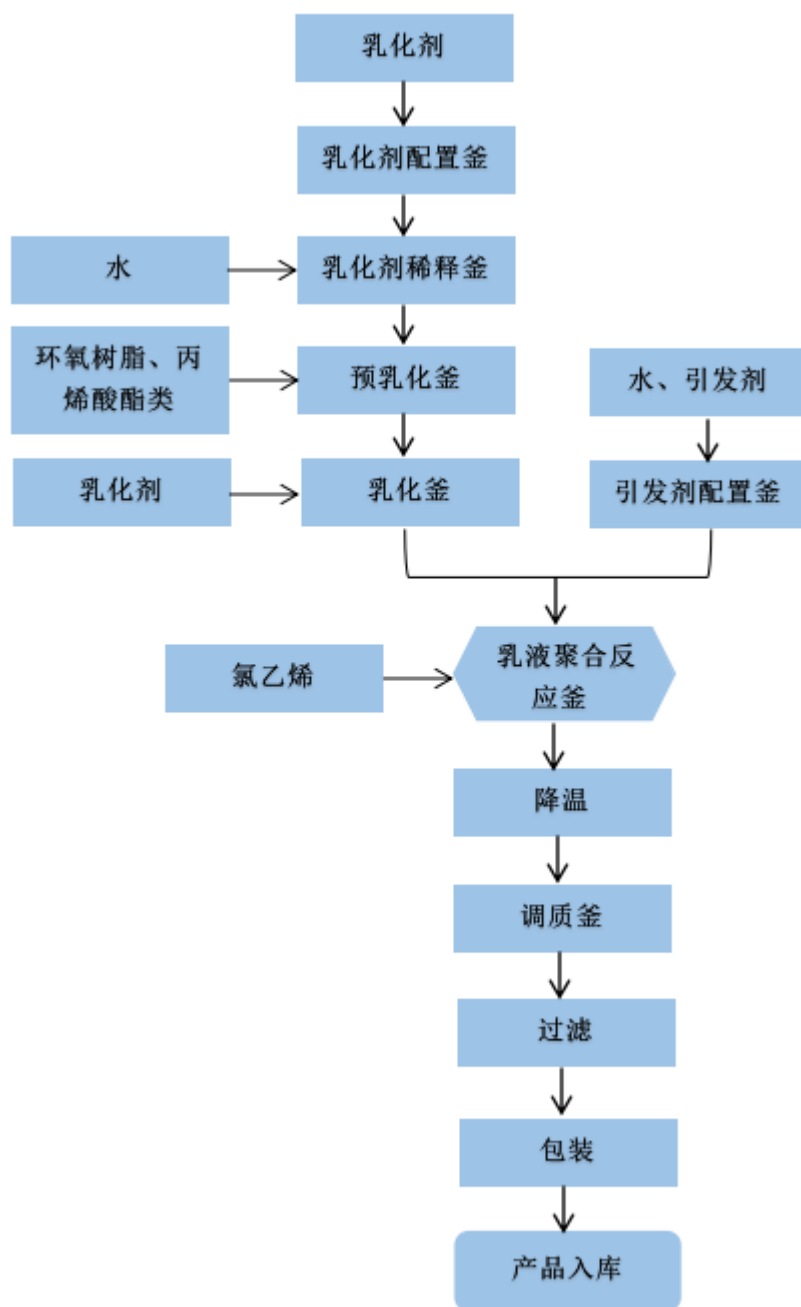 乳化剂
乳化剂配置釜
水
乳化剂稀释釜
环氧树脂、丙
烯酸酯类
预乳化釜
水、引发剂
乳化剂
乳化釜
引发剂配置釜
氯乙烯
乳液聚合反
应釜
降温
调质釜
过滤
包装
产品入库